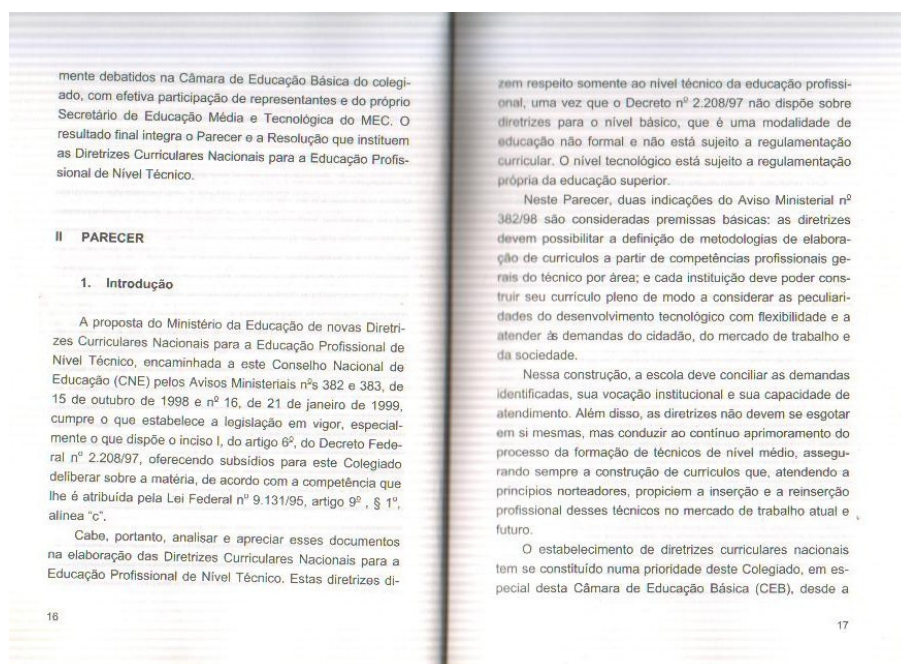 mente debatidos na Câmara de Educação Básica do colegi-
ado, com efetiva participação de representantes e do próprio
Secretário de Educação Média e Tecnológica do MEC. O
resultado final integra o Parecer e a Resolução que instituem
as Diretrizes Curriculares Nacionais para a Educação Profis-
sional de Nível Técnico.
II PARECER
1. Introdução
A proposta do Ministério da Educação de novas Diretri-
zes Curriculares Nacionais para a Educação Profissional de
Nível Técnico, encaminhada a este Conselho Nacional de
Educação (CNE) pelos Avisos Ministeriais nºs 382 e 383, de
15 de outubro de 1998 e nº 16, de 21 de janeiro de 1999,
cumpre o que estabelece a legislação em vigor, especial-
mente o que dispõe o inciso I, do artigo 6º, do Decreto Fede-
ral nº 2.208/97, oferecendo subsídios para este Colegiado
deliberar sobre a matéria, de acordo com a competência que
lhe é atribuída pela Lei Federal nº 9.131/95, artigo 9º , § 1º,
alínea "c".
Cabe, portanto, analisar e apreciar esses documentos
na elaboração das Diretrizes Curriculares Nacionais para a
Educação Profissional de Nível Técnico. Estas diretrizes di-
16
zem respeito somente ao nível técnico da educação profissi-
onal, uma vez que o Decreto nº 2.208/97 não dispõe sobre
diretrizes para o nível básico, que é uma modalidade de
educação não formal e não está sujeito a regulamentação
curricular. O nível tecnológico está sujeito a regulamentação
própria da educação superior.
Neste Parecer, duas indicações do Aviso Ministerial nº
382/98 são consideradas premissas básicas: as diretrizes
devem possibilitar a definição de metodologias de elabora-
ção de currículos a partir de competências profissionais ge-
rais do técnico por área; e cada instituição deve poder cons-
truir seu currículo pleno de modo a considerar as peculiari-
dades do desenvolvimento tecnológico com flexibilidade e a
atender às demandas do cidadão, do mercado de trabalho e
da sociedade.
Nessa construção, a escola deve conciliar as demandas
identificadas, sua vocação institucional e sua capacidade de
atendimento. Além disso, as diretrizes não devem se esgotar
em si mesmas, mas conduzir ao contínuo aprimoramento do
processo da formação de técnicos de nível médio, assegu-
rando sempre a construção de currículos que, atendendo a
princípios norteadores, propiciem a inserção e a reinserção
profissional desses técnicos no mercado de trabalho atual e
futuro.
O estabelecimento de diretrizes curriculares nacionais
tem se constituído numa prioridade deste Colegiado, em es-
pecial desta Câmara de Educação Básica (CEB), desde a
17